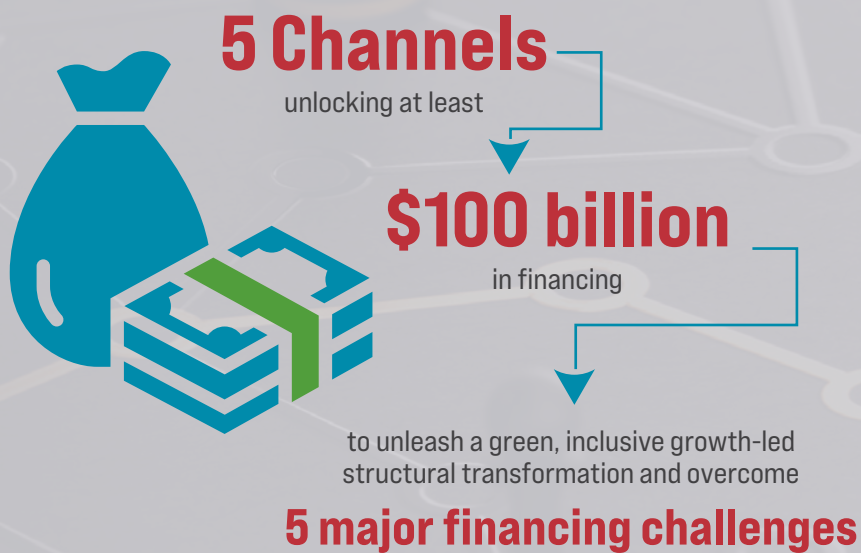 5 Channels
unlocking at least
$100 billion
in financing
to unleash a green, inclusive growth-led
structural transformation and overcome
5 major financing challenges